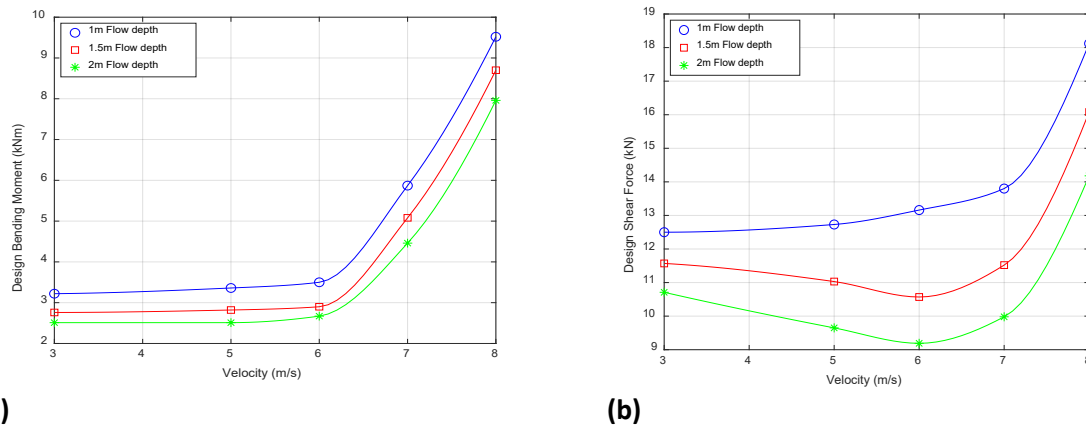 10
9
8
7
6
5
4
3
2
Design Bending Moment (kNm)
1m Flow depth
1.5m Flow depth
2m Flow depth
3 4 5 6 7 8
Velocity (m/s)
)
19
18
17
16
15
14
13
12
11
10
9
Design Shear Force (kN)
1m Flow depth
1.5m Flow depth
2m Flow depth
3 4 5 6 7 8
Velocity (m/s)
(b)